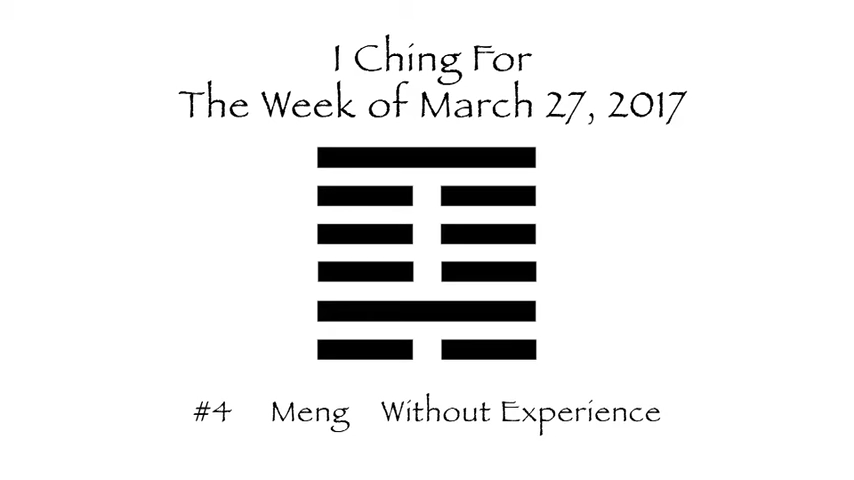 I Ching For
The Week of March 27, 2017
#4 Meng Without Experience